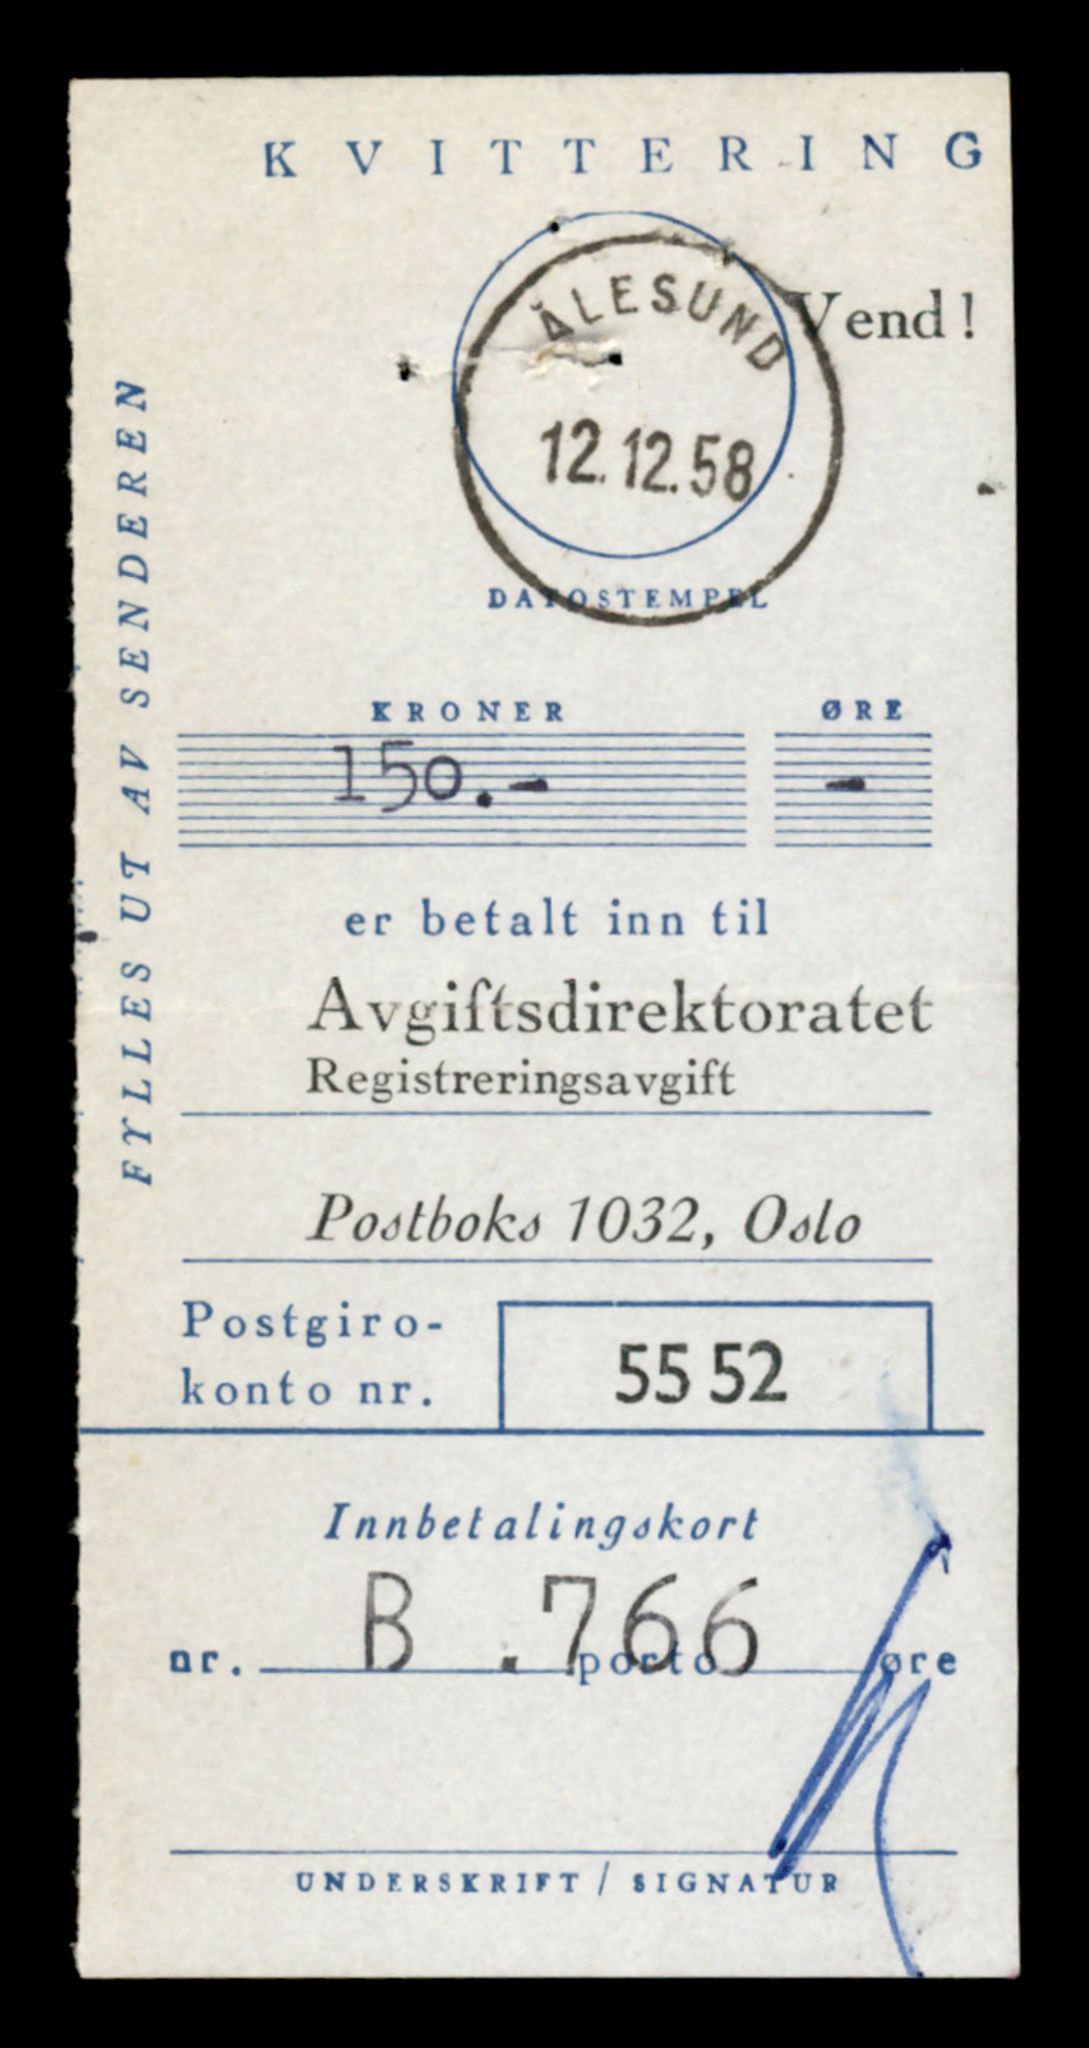 KVITTERING
Vend!
ÅLESUND
12.12.58
DATOSTEMPEL
FYLLES UT AV SENDEREN
KRONER ØRE
150.- -
er betalt inn til
Avgiftsdirektoratet
Registreringsavgift
Postboks 1032, Oslo
Postgiro-
konto nr. 55 52
Innbetalingskort
B .766
nr. porto øre
UNDERSKRIFT / SIGNATUR